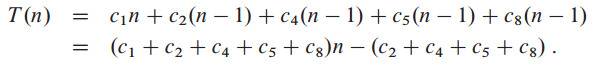 T(n) = c₁n + c₂(n − 1) + c₄(n − 1) + c₅(n − 1) + c₈(n − 1)
= (c₁ + c₂ + c₄ + c₅ + c₈)n − (c₂ + c₄ + c₅ + c₈) .